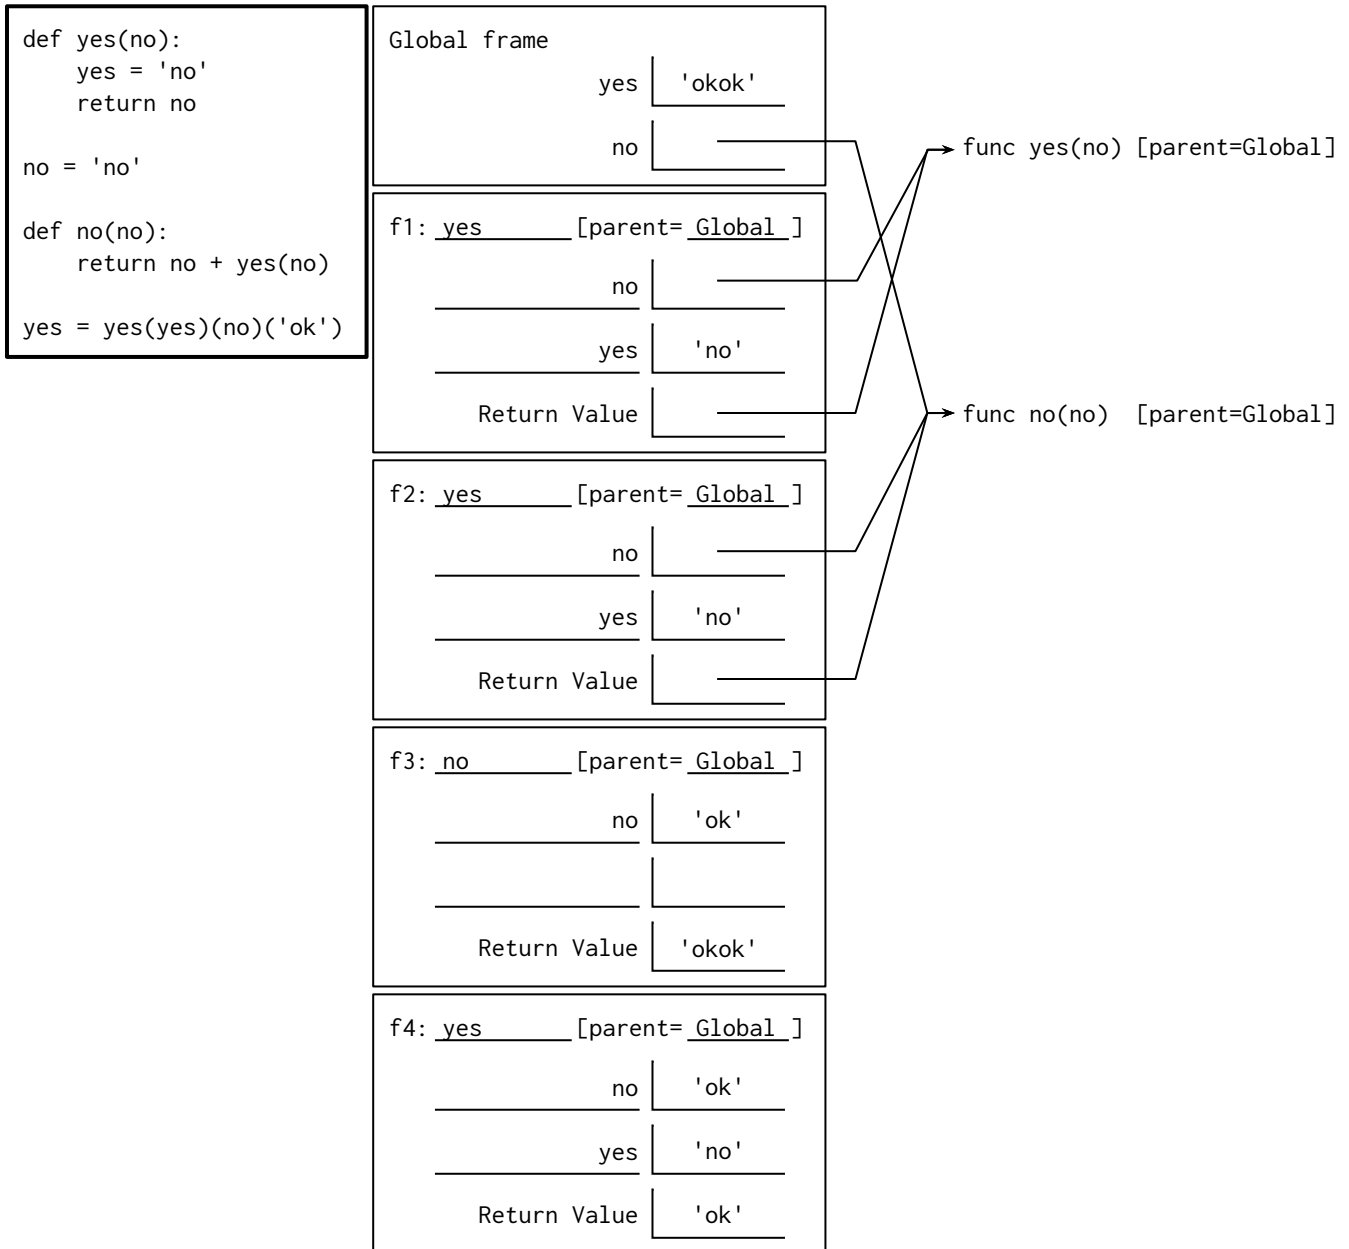 def yes(no):
    yes = 'no'
    return no
no = 'no'
def no(no):
    return no + yes(no)
yes = yes(yes)(no)('ok')
Global frame
yes 'okok'
no
func yes(no) [parent=Global]
f1: yes [parent= Global ]
no
yes 'no'
Return Value
func no(no) [parent=Global]
f2: yes [parent= Global ]
no
yes 'no'
Return Value
f3: no [parent= Global ]
no 'ok'
Return Value 'okok'
f4: yes [parent= Global ]
no 'ok'
yes 'no'
Return Value 'ok'